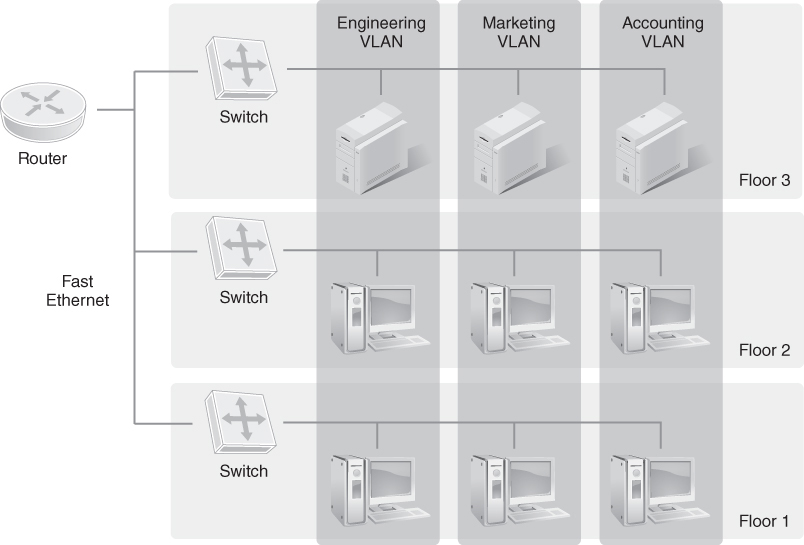 Engineering
VLAN
Marketing
VLAN
Accounting
VLAN
Switch
Router
Floor 3
Switch
Fast
Ethernet
Floor 2
Switch
Floor 1